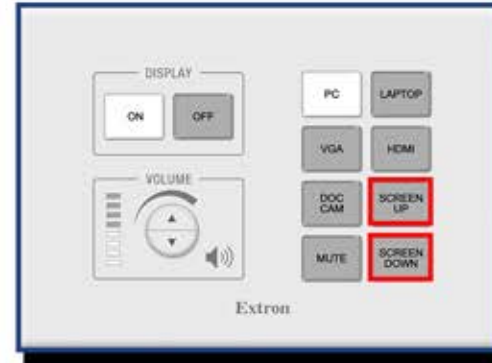 DISPLAY
ON
OFF
VOLUME
PC
LAPTOP
VGA
HDMI
DOC
CAM
SCREEN
UP
MUTE
SCREEN
DOWN
Extron